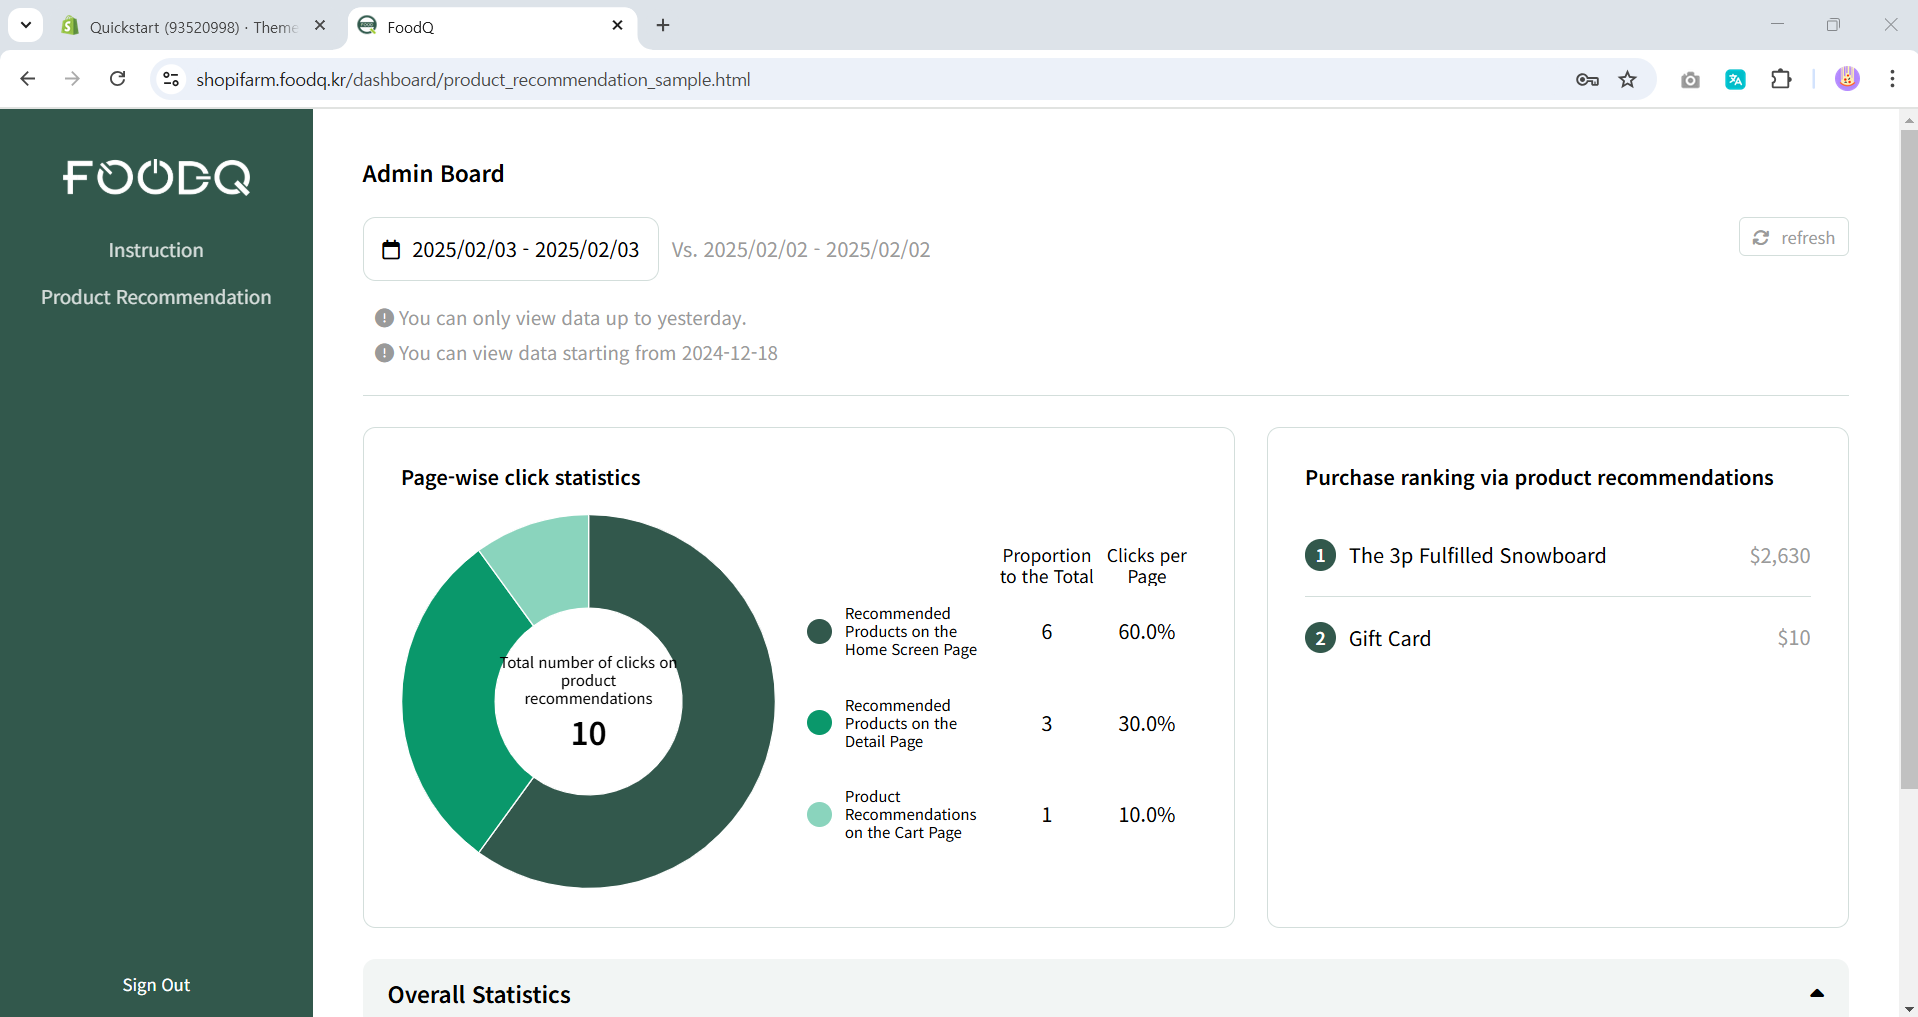 Quickstart (93520998) · Theme
FoodQ
shopifarm.foodq.kr/dashboard/product_recommendation_sample.html
FOODQ
Instruction
Product Recommendation
Sign Out
Admin Board
2025/02/03 - 2025/02/03
Vs. 2025/02/02 - 2025/02/02
refresh
You can only view data up to yesterday.
You can view data starting from 2024-12-18
Page-wise click statistics
Total number of clicks on
product
recommendations
10
Proportion
to the Total
Clicks per
Page
Recommended
Products on the
Home Screen Page
6
60.0%
Recommended
Products on the
Detail Page
3
30.0%
Product
Recommendations
on the Cart Page
1
10.0%
Purchase ranking via product recommendations
1 The 3p Fulfilled Snowboard $2,630
2 Gift Card $10
Overall Statistics